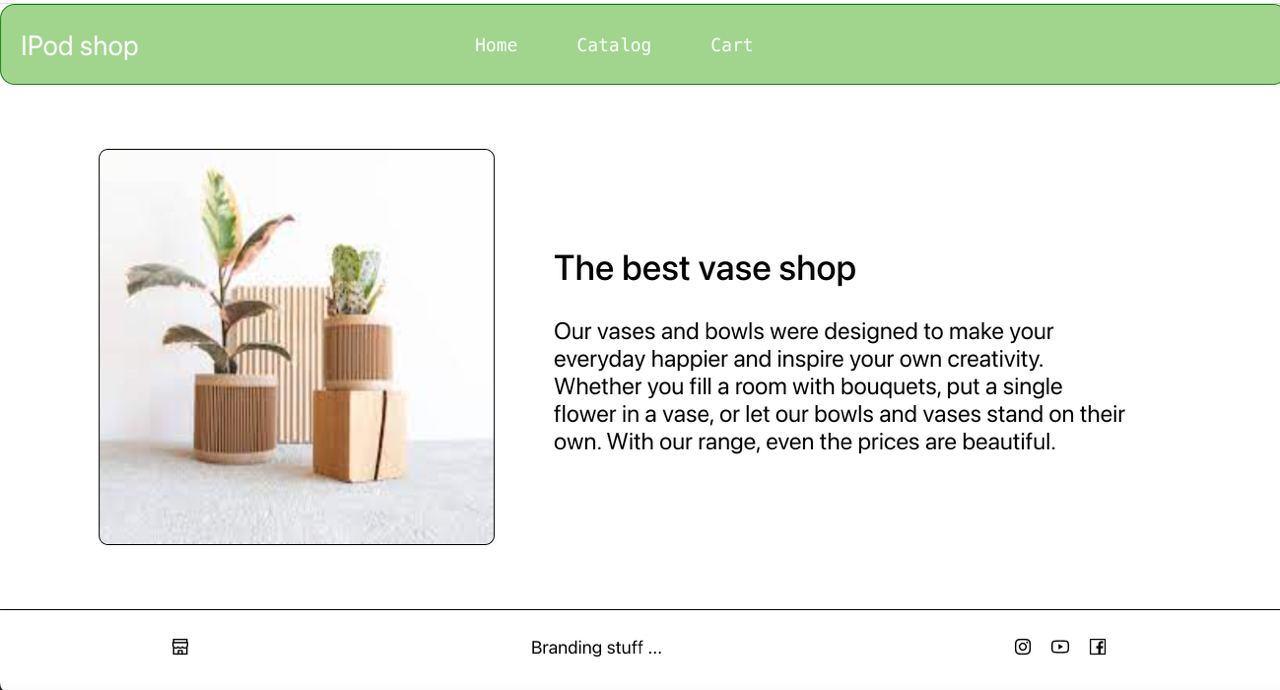 IPod shop
Home Catalog Cart
The best vase shop
Our vases and bowls were designed to make your
everyday happier and inspire your own creativity.
Whether you fill a room with bouquets, put a single
flower in a vase, or let our bowls and vases stand on their
own. With our range, even the prices are beautiful.
Branding stuff ...